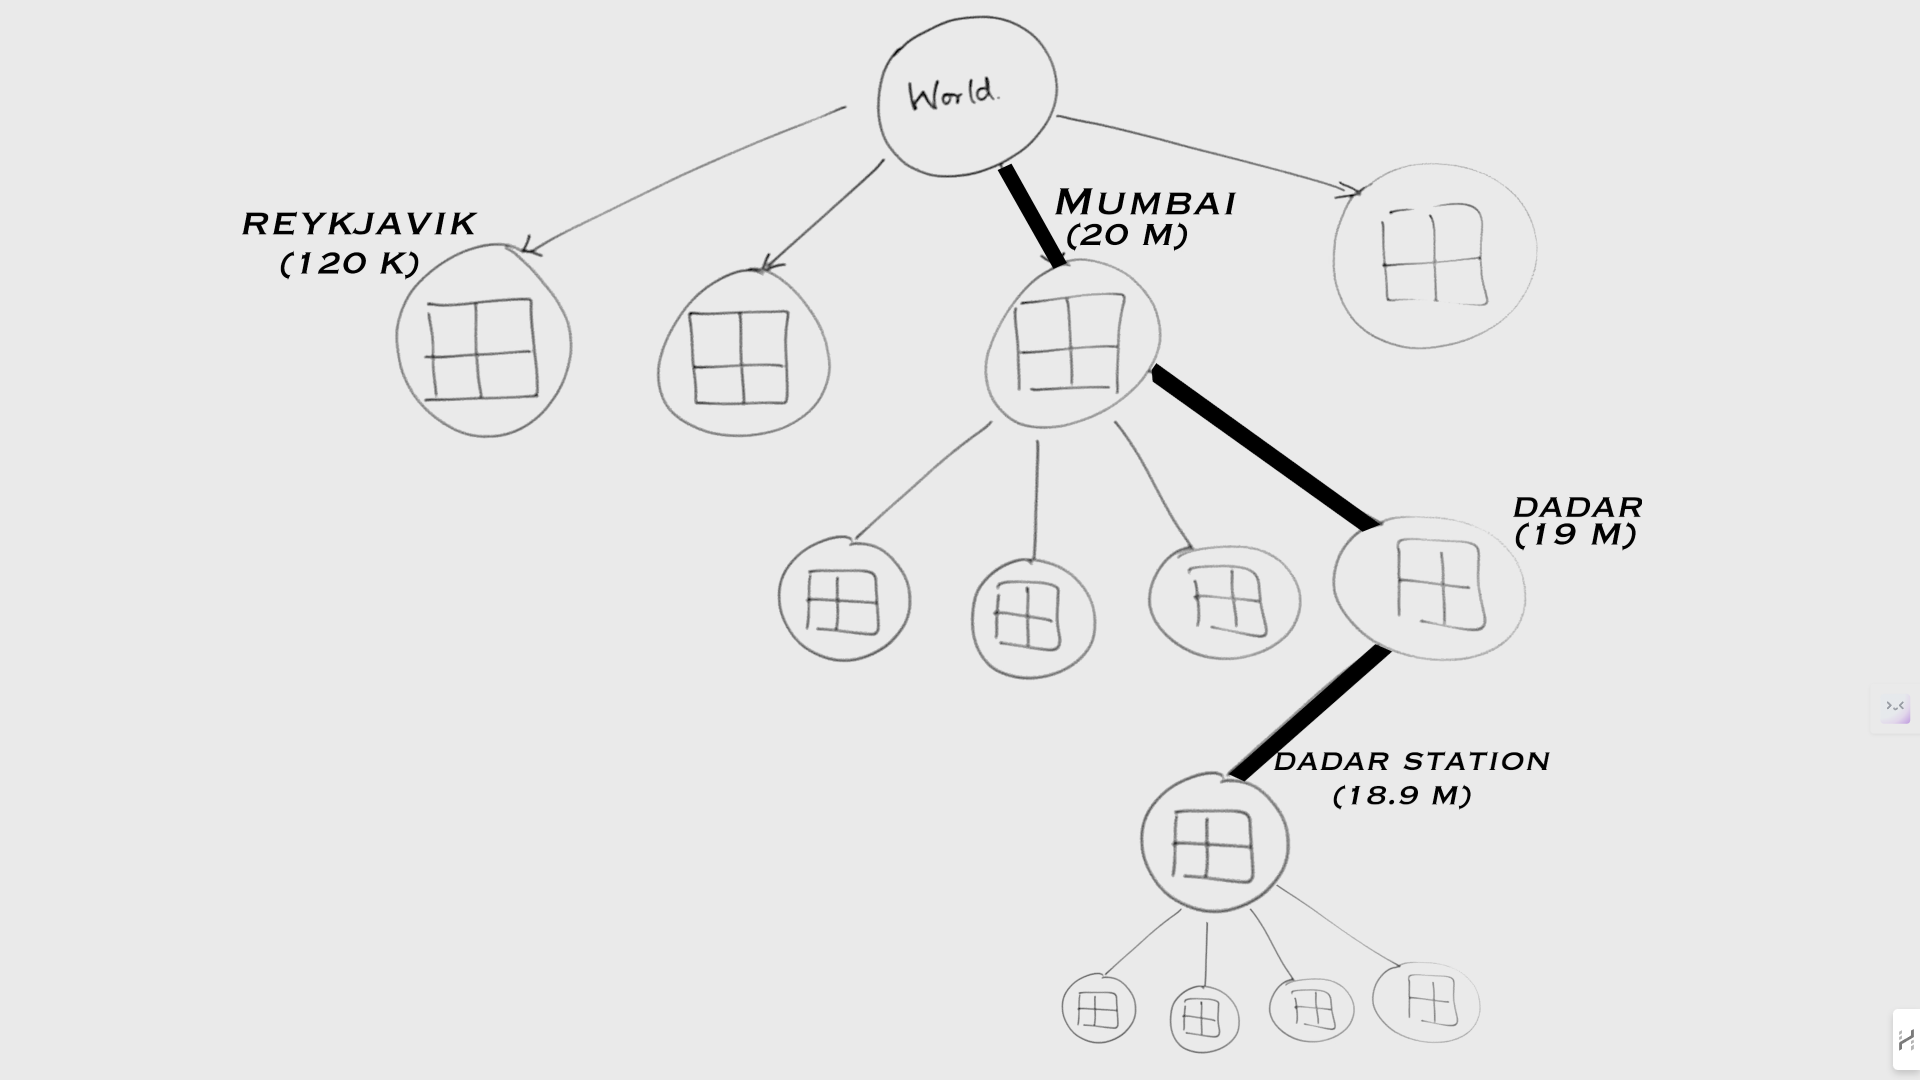 World.
REYKJAVIK
(120 K)
MUMBAI
(20 M)
DADAR
(19 M)
DADAR STATION
(18.9 M)